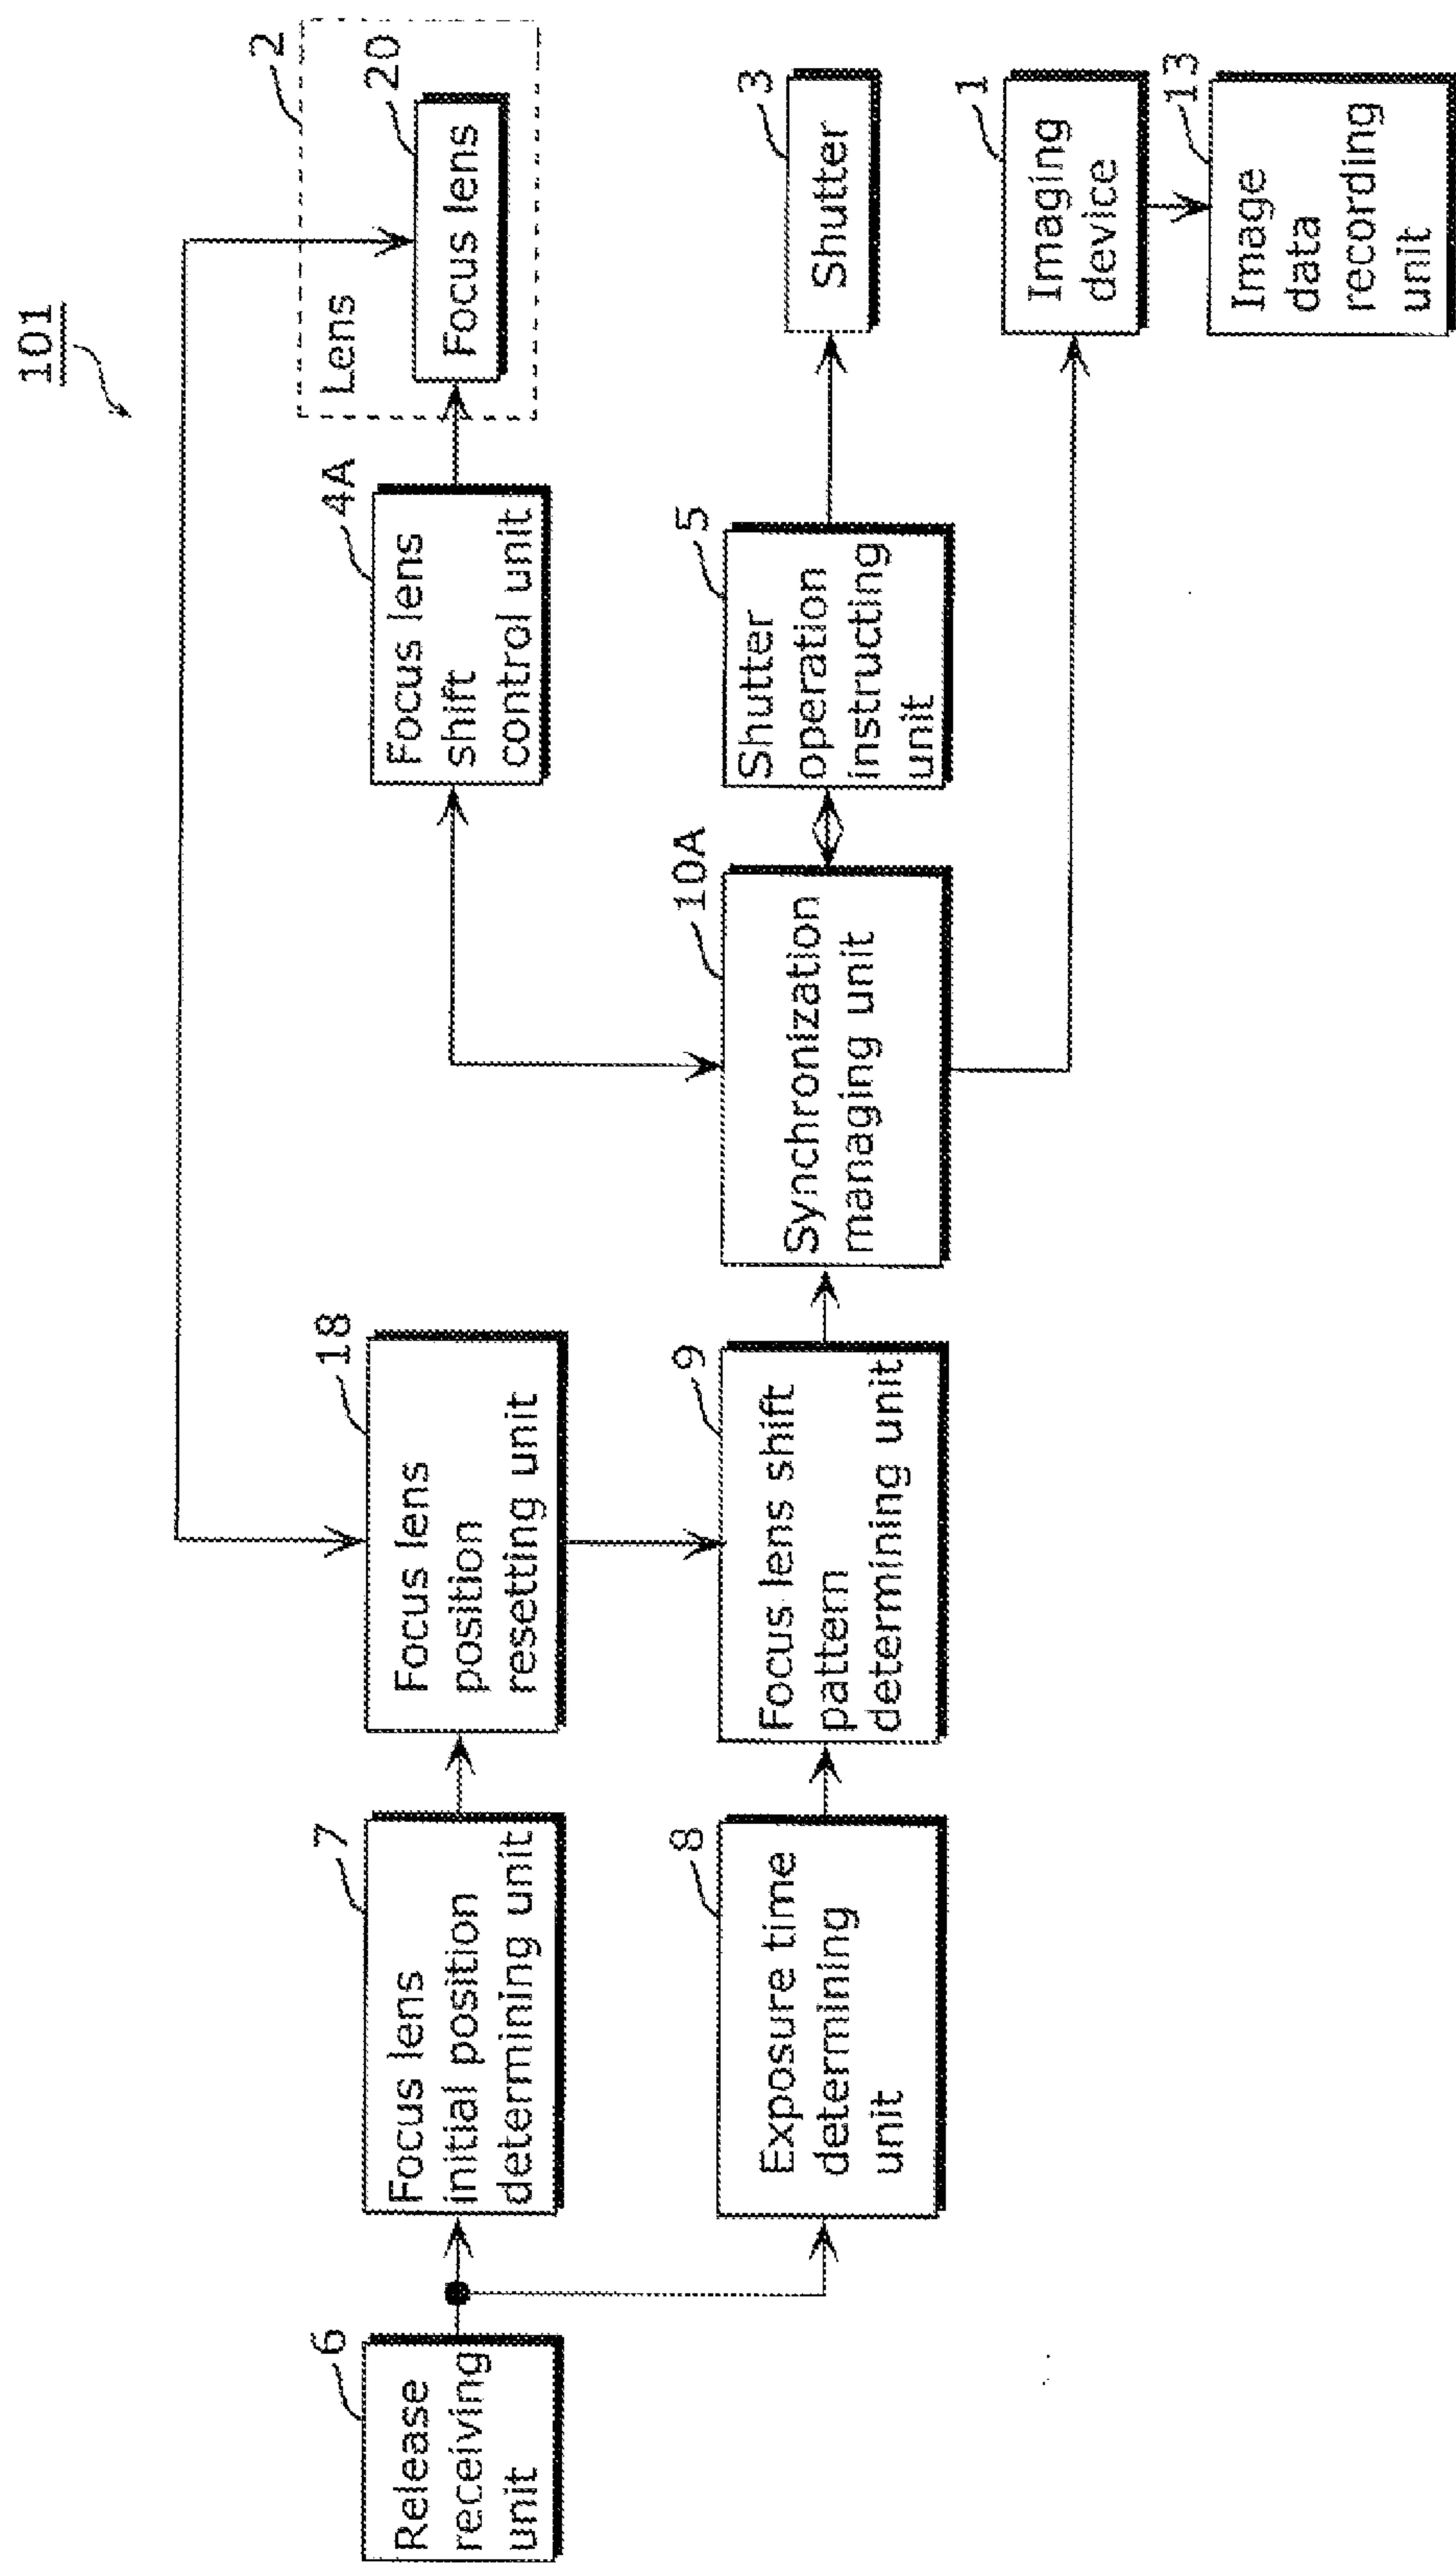 101
2
20
Lens
Focus lens
4A
Focus lens
shift
control unit
18
Focus lens
position
resetting unit
7
Focus lens
initial position
determining unit
6
Release
receiving
unit
3
Shutter
5
Shutter
operation
instructing
unit
10A
Synchronization
managing unit
9
Focus lens shift
pattern
determining unit
8
Exposure time
determining
unit
1
Imaging
device
13
Image
data
recording
unit